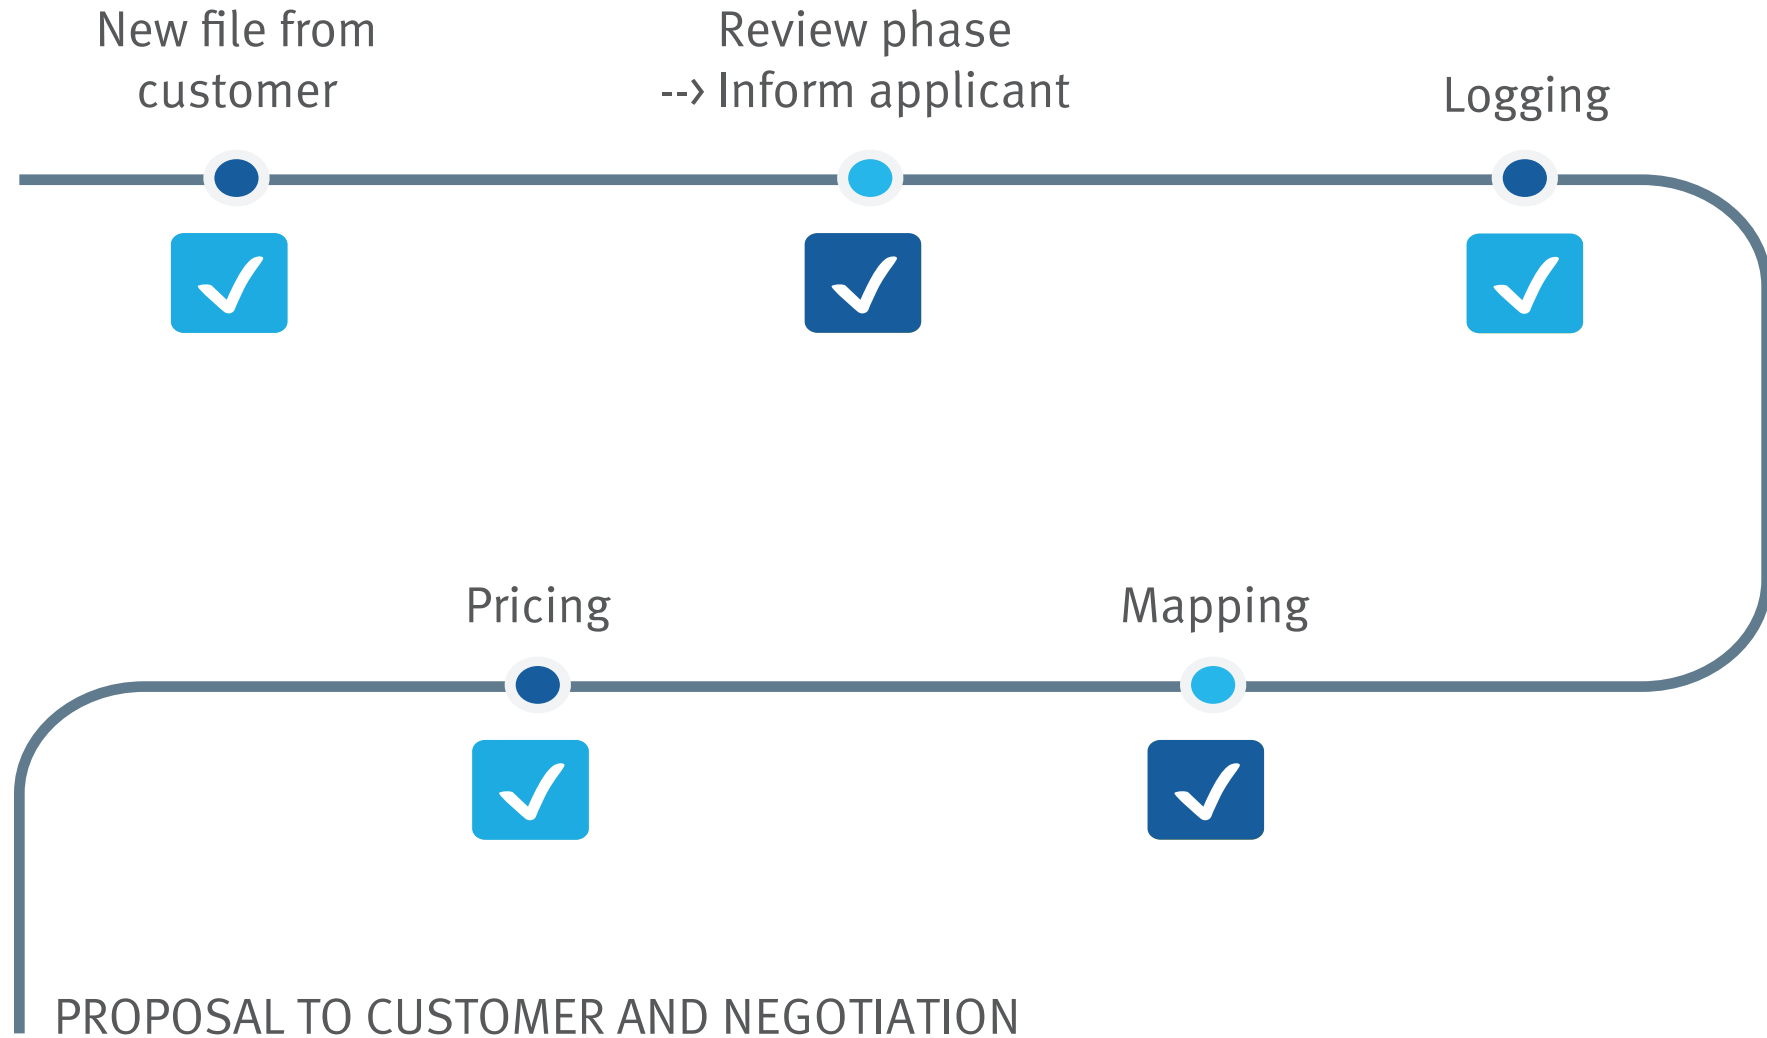 New file from
customer
Review phase
--> Inform applicant
Logging
Mapping
Pricing
PROPOSAL TO CUSTOMER AND NEGOTIATION